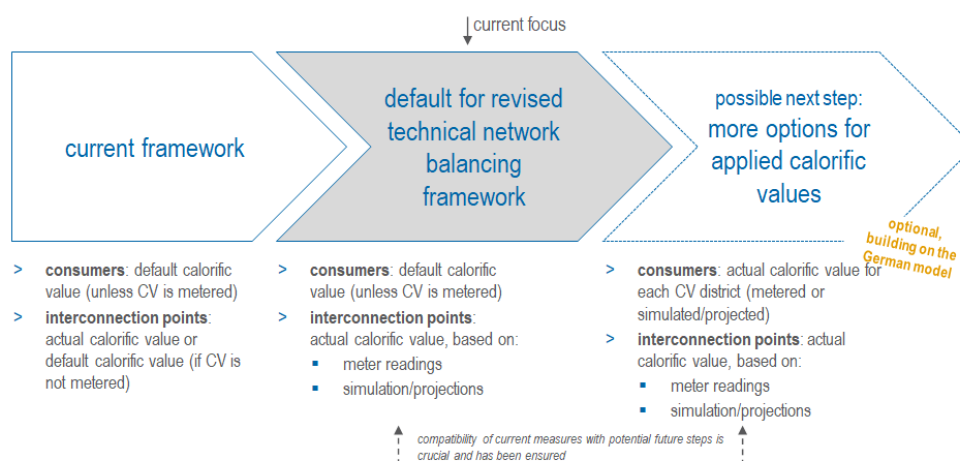 current focus
current framework
default for revised
technical network
balancing
framework
possible next step:
more options for
applied calorific
values
optional,
building on the
German model
> consumers: default calorific
value (unless CV is metered)
> interconnection points:
actual calorific value or
default calorific value (if CV is
not metered)
> consumers: default calorific
value (unless CV is metered)
> interconnection points:
actual calorific value, based on:
▪ meter readings
▪ simulation/projections
> consumers: actual calorific value for
each CV district (metered or
simulated/projected)
> interconnection points: actual
calorific value, based on:
▪ meter readings
▪ simulation/projections
compatibility of current measures with potential future steps is
crucial and has been ensured